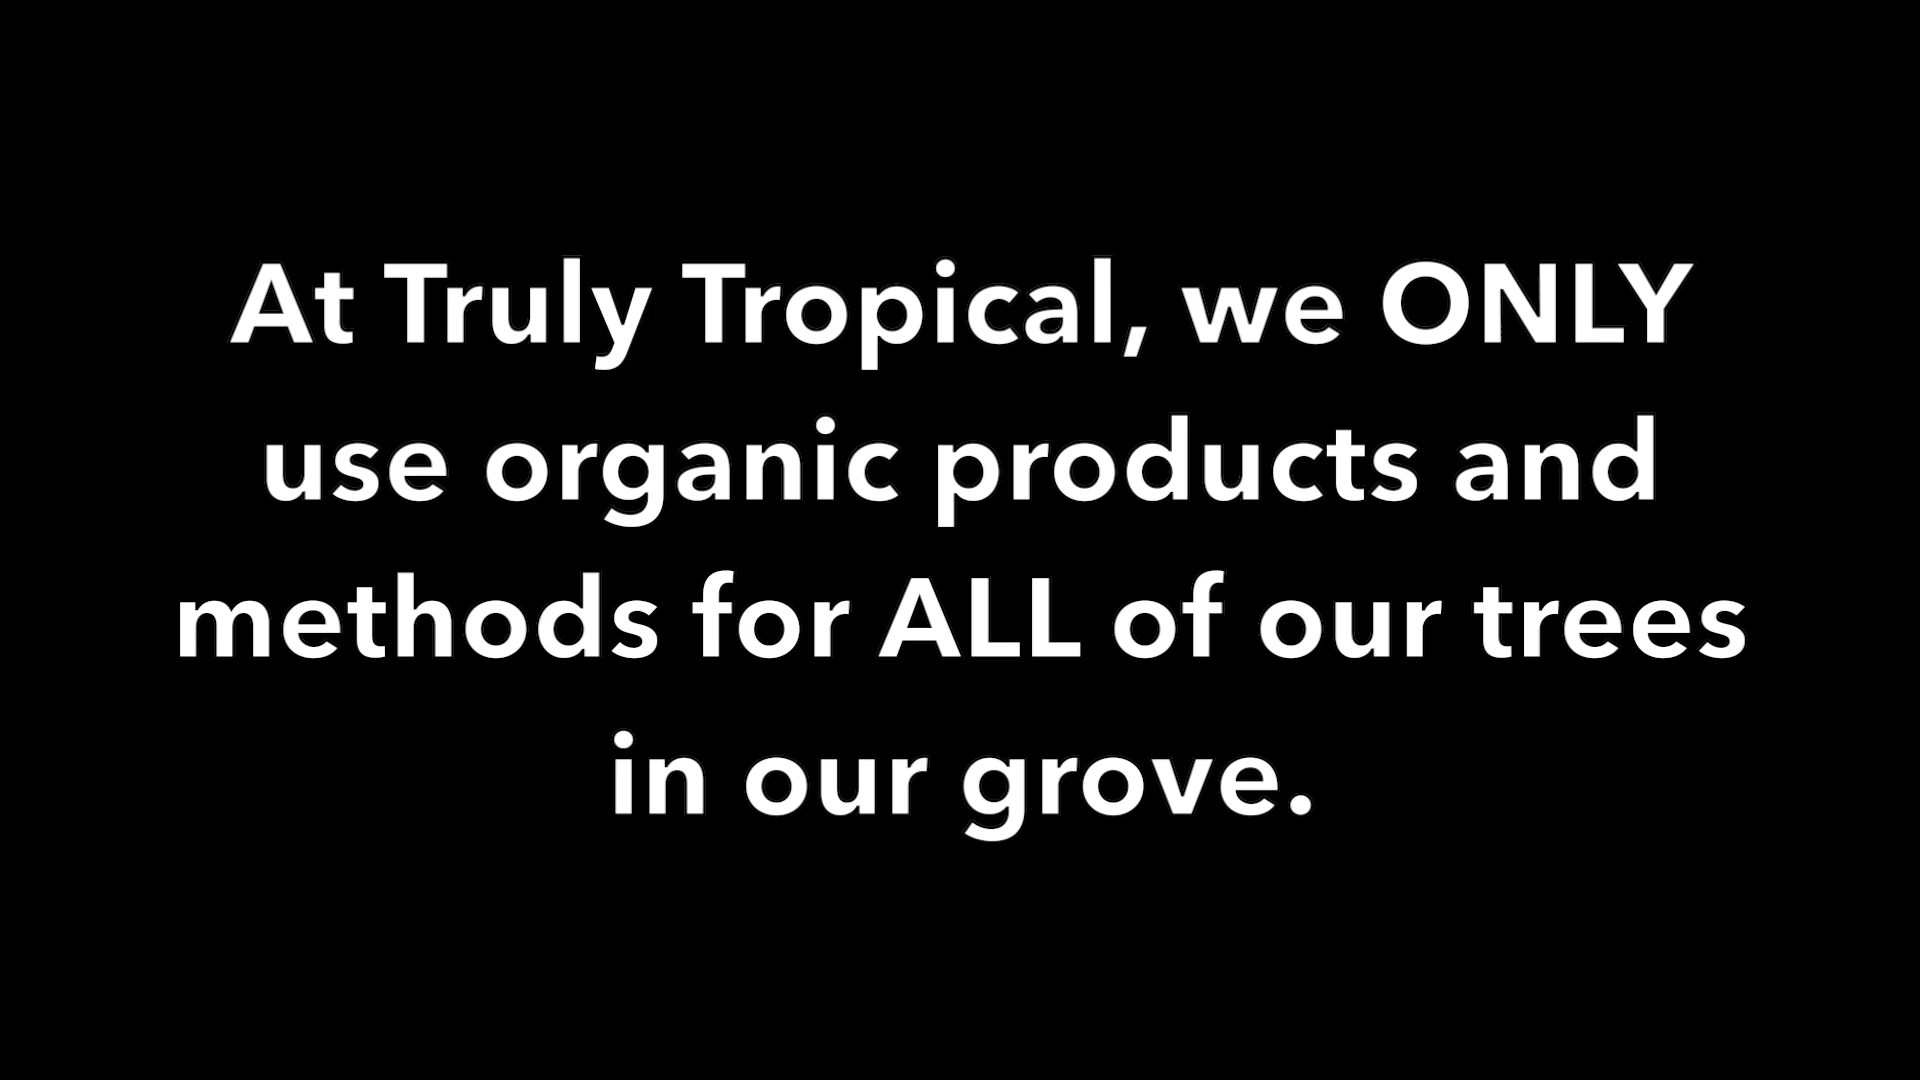 At Truly Tropical, we ONLY
use organic products and
methods for ALL of our trees
in our grove.